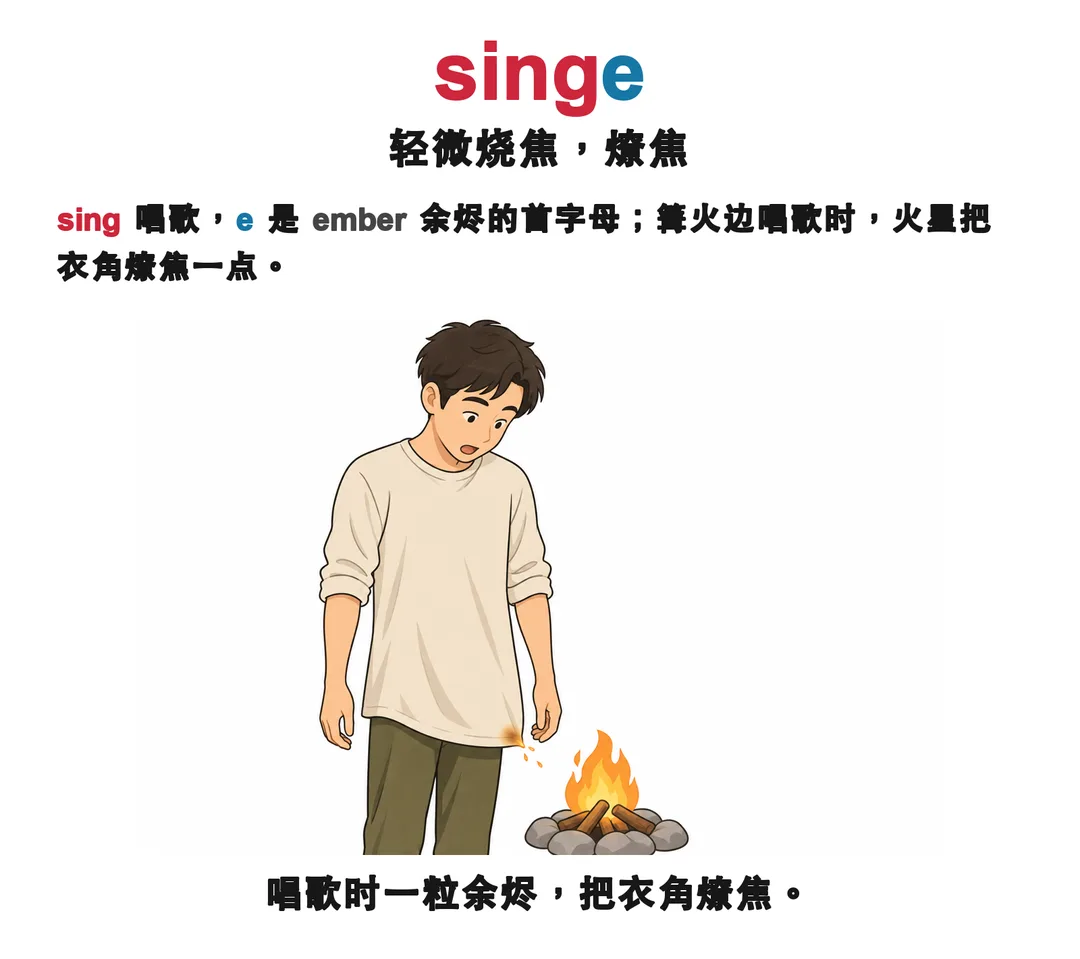 singe
轻微烧焦，燎焦
sing 唱歌，e 是 ember 余烬的首字母；篝火边唱歌时，火星把
衣角燎焦一点。
唱歌时一粒余烬，把衣角燎焦。